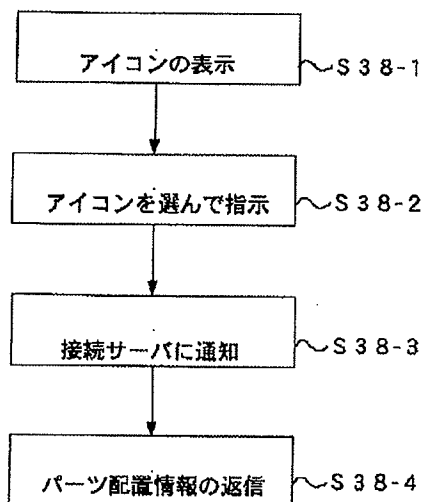 アイコンの表示 S38-1
アイコンを選んで指示 S38-2
接続サーバに通知 S38-3
パーツ配置情報の返信 S38-4